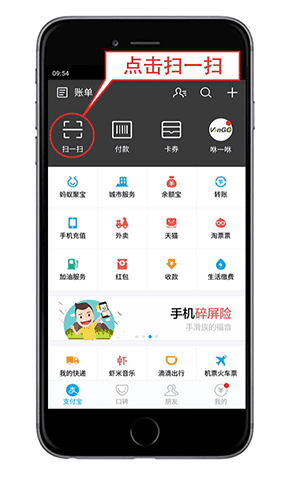 点击扫一扫
09:54
账单
扫一扫
付款
卡券
咻一咻
蚂蚁聚宝
城市服务
余额宝
转账
手机充值
外卖
天猫
淘票票
加油服务
红包
收款
生活缴费
手机碎屏险
手滑族的福音
我的快递
虾米音乐
滴滴出行
机票火车票
支付宝
口碑
朋友
我的